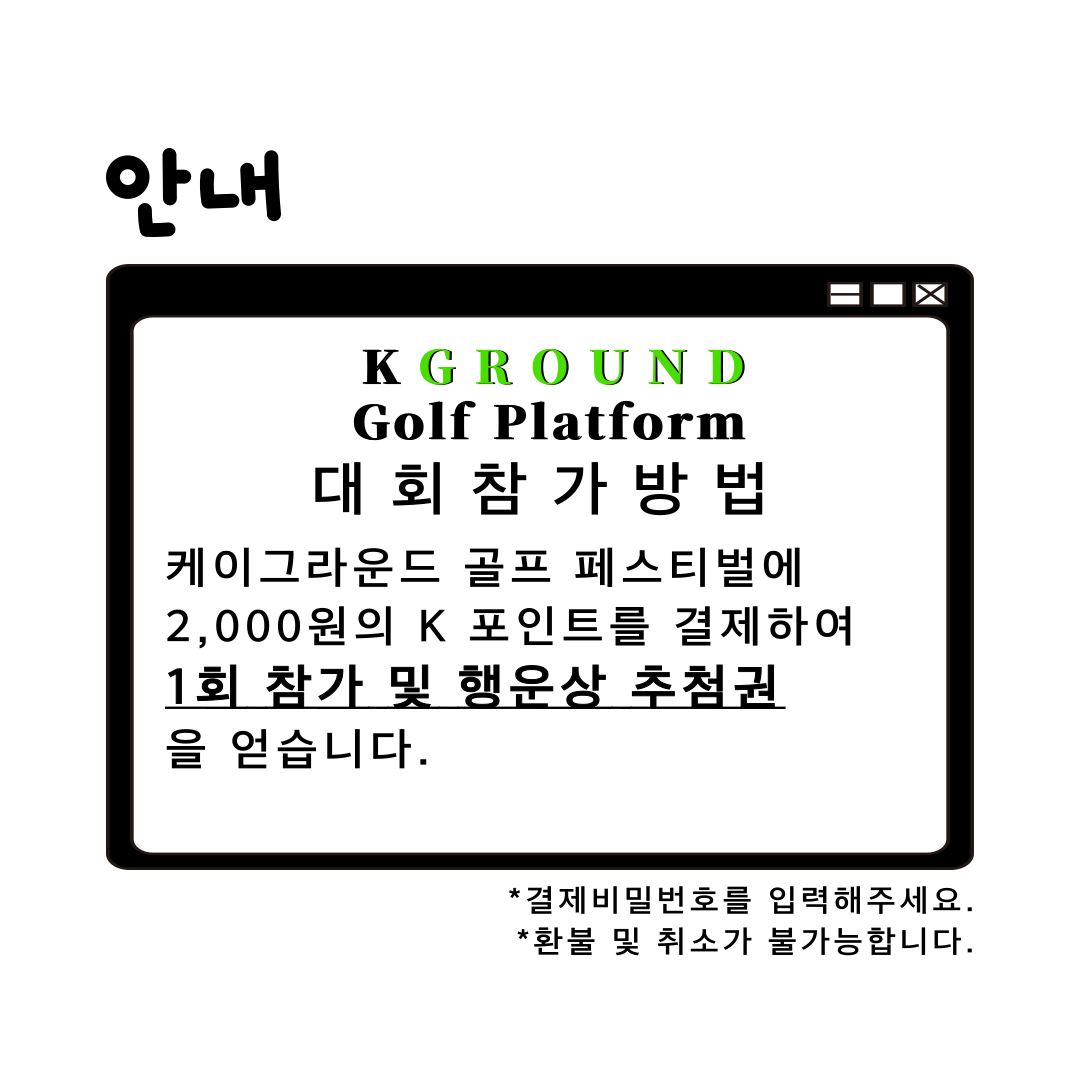 안내
K GROUND
Golf Platform
대회참가방법
케이그라운드 골프 페스티벌에
2,000원의 K 포인트를 결제하여
1회 참가 및 행운상 추첨권
을 얻습니다.
*결제비밀번호를 입력해주세요.
*환불 및 취소가 불가능합니다.